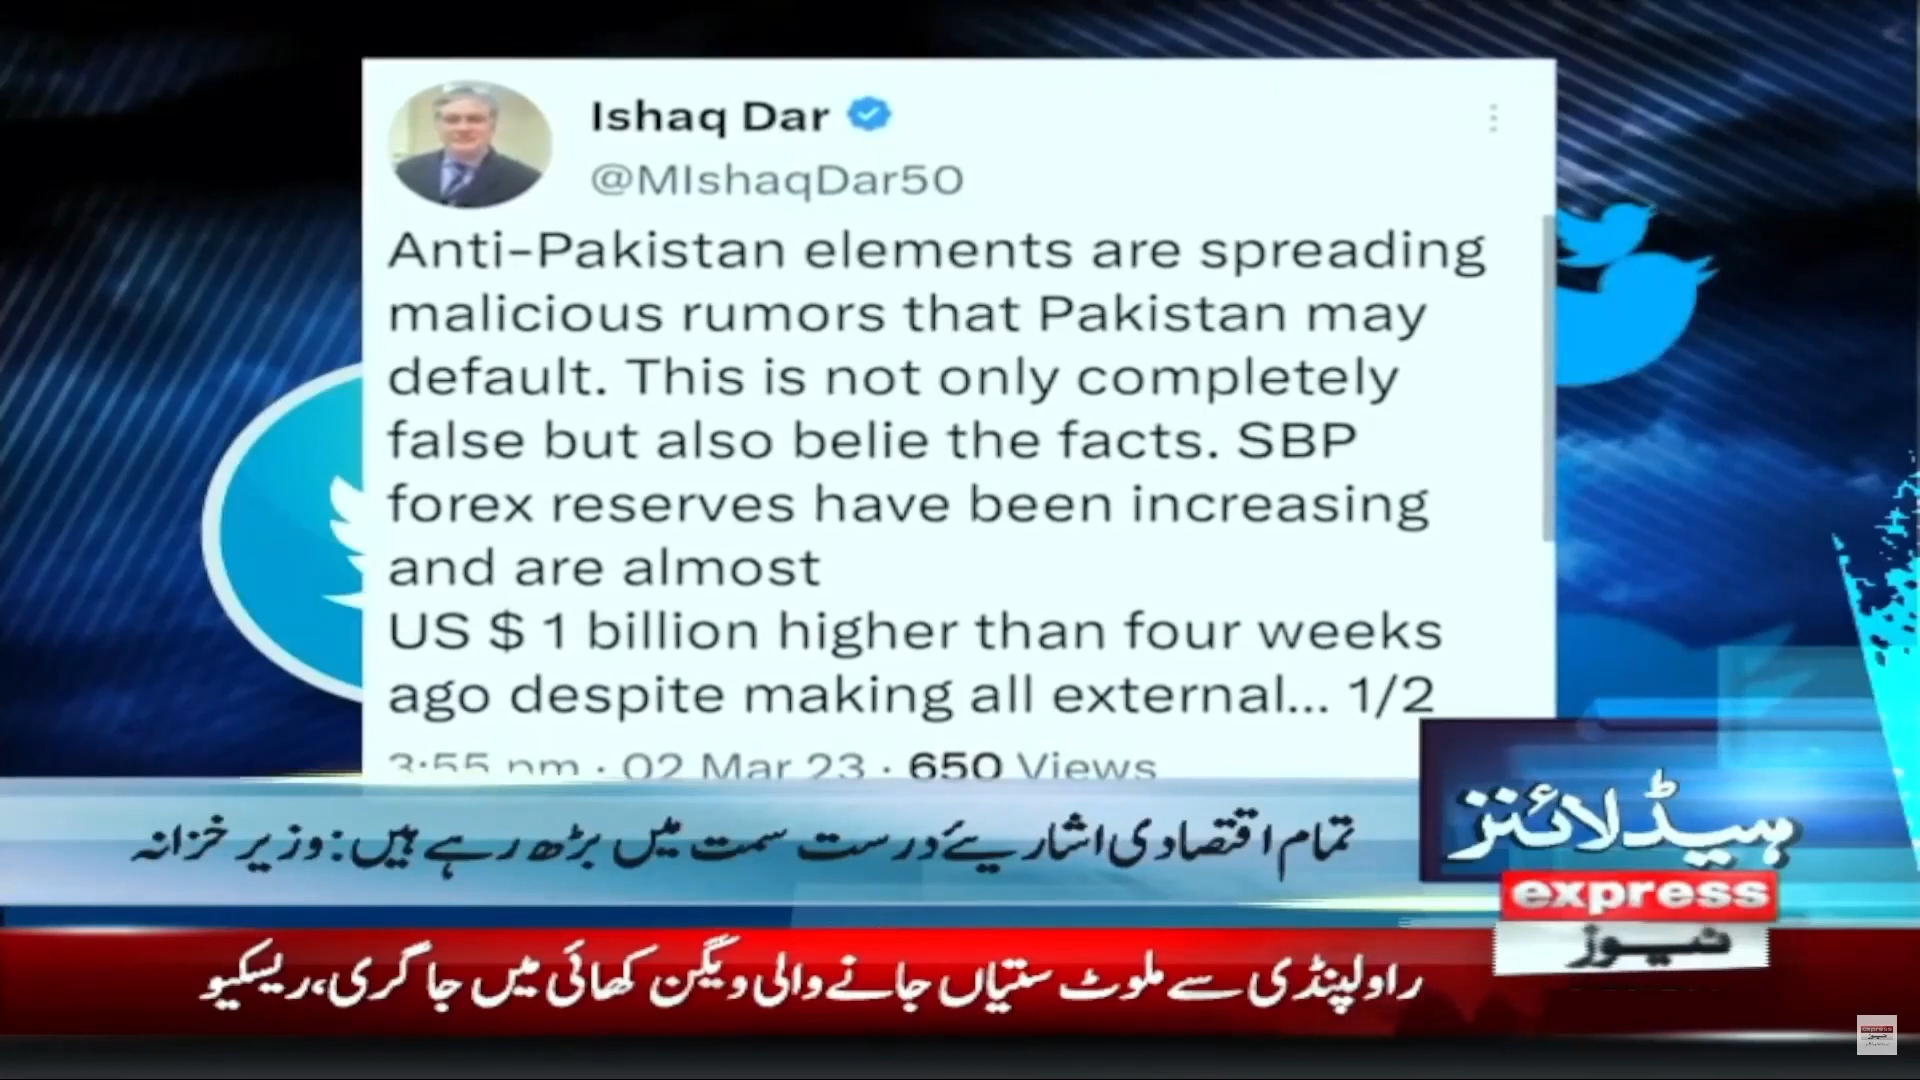 Ishaq Dar
@MIshaqDar50
Anti-Pakistan elements are spreading
malicious rumors that Pakistan may
default. This is not only completely
false but also belie the facts. SBP
forex reserves have been increasing
and are almost
US $ 1 billion higher than four weeks
ago despite making all external... 1/2
3:55 pm · 02 Mar 23 · 650 Views
تمام اقتصادی اشاریے درست سمت میں بڑھ رہے ہیں: وزیر خزانہ
ہیڈلائنز
express
نیوز
راولپنڈی سے ملوٹ ستیاں جانے والی ویگن کھائی میں جا گری، ریسکیو
express
نیوز